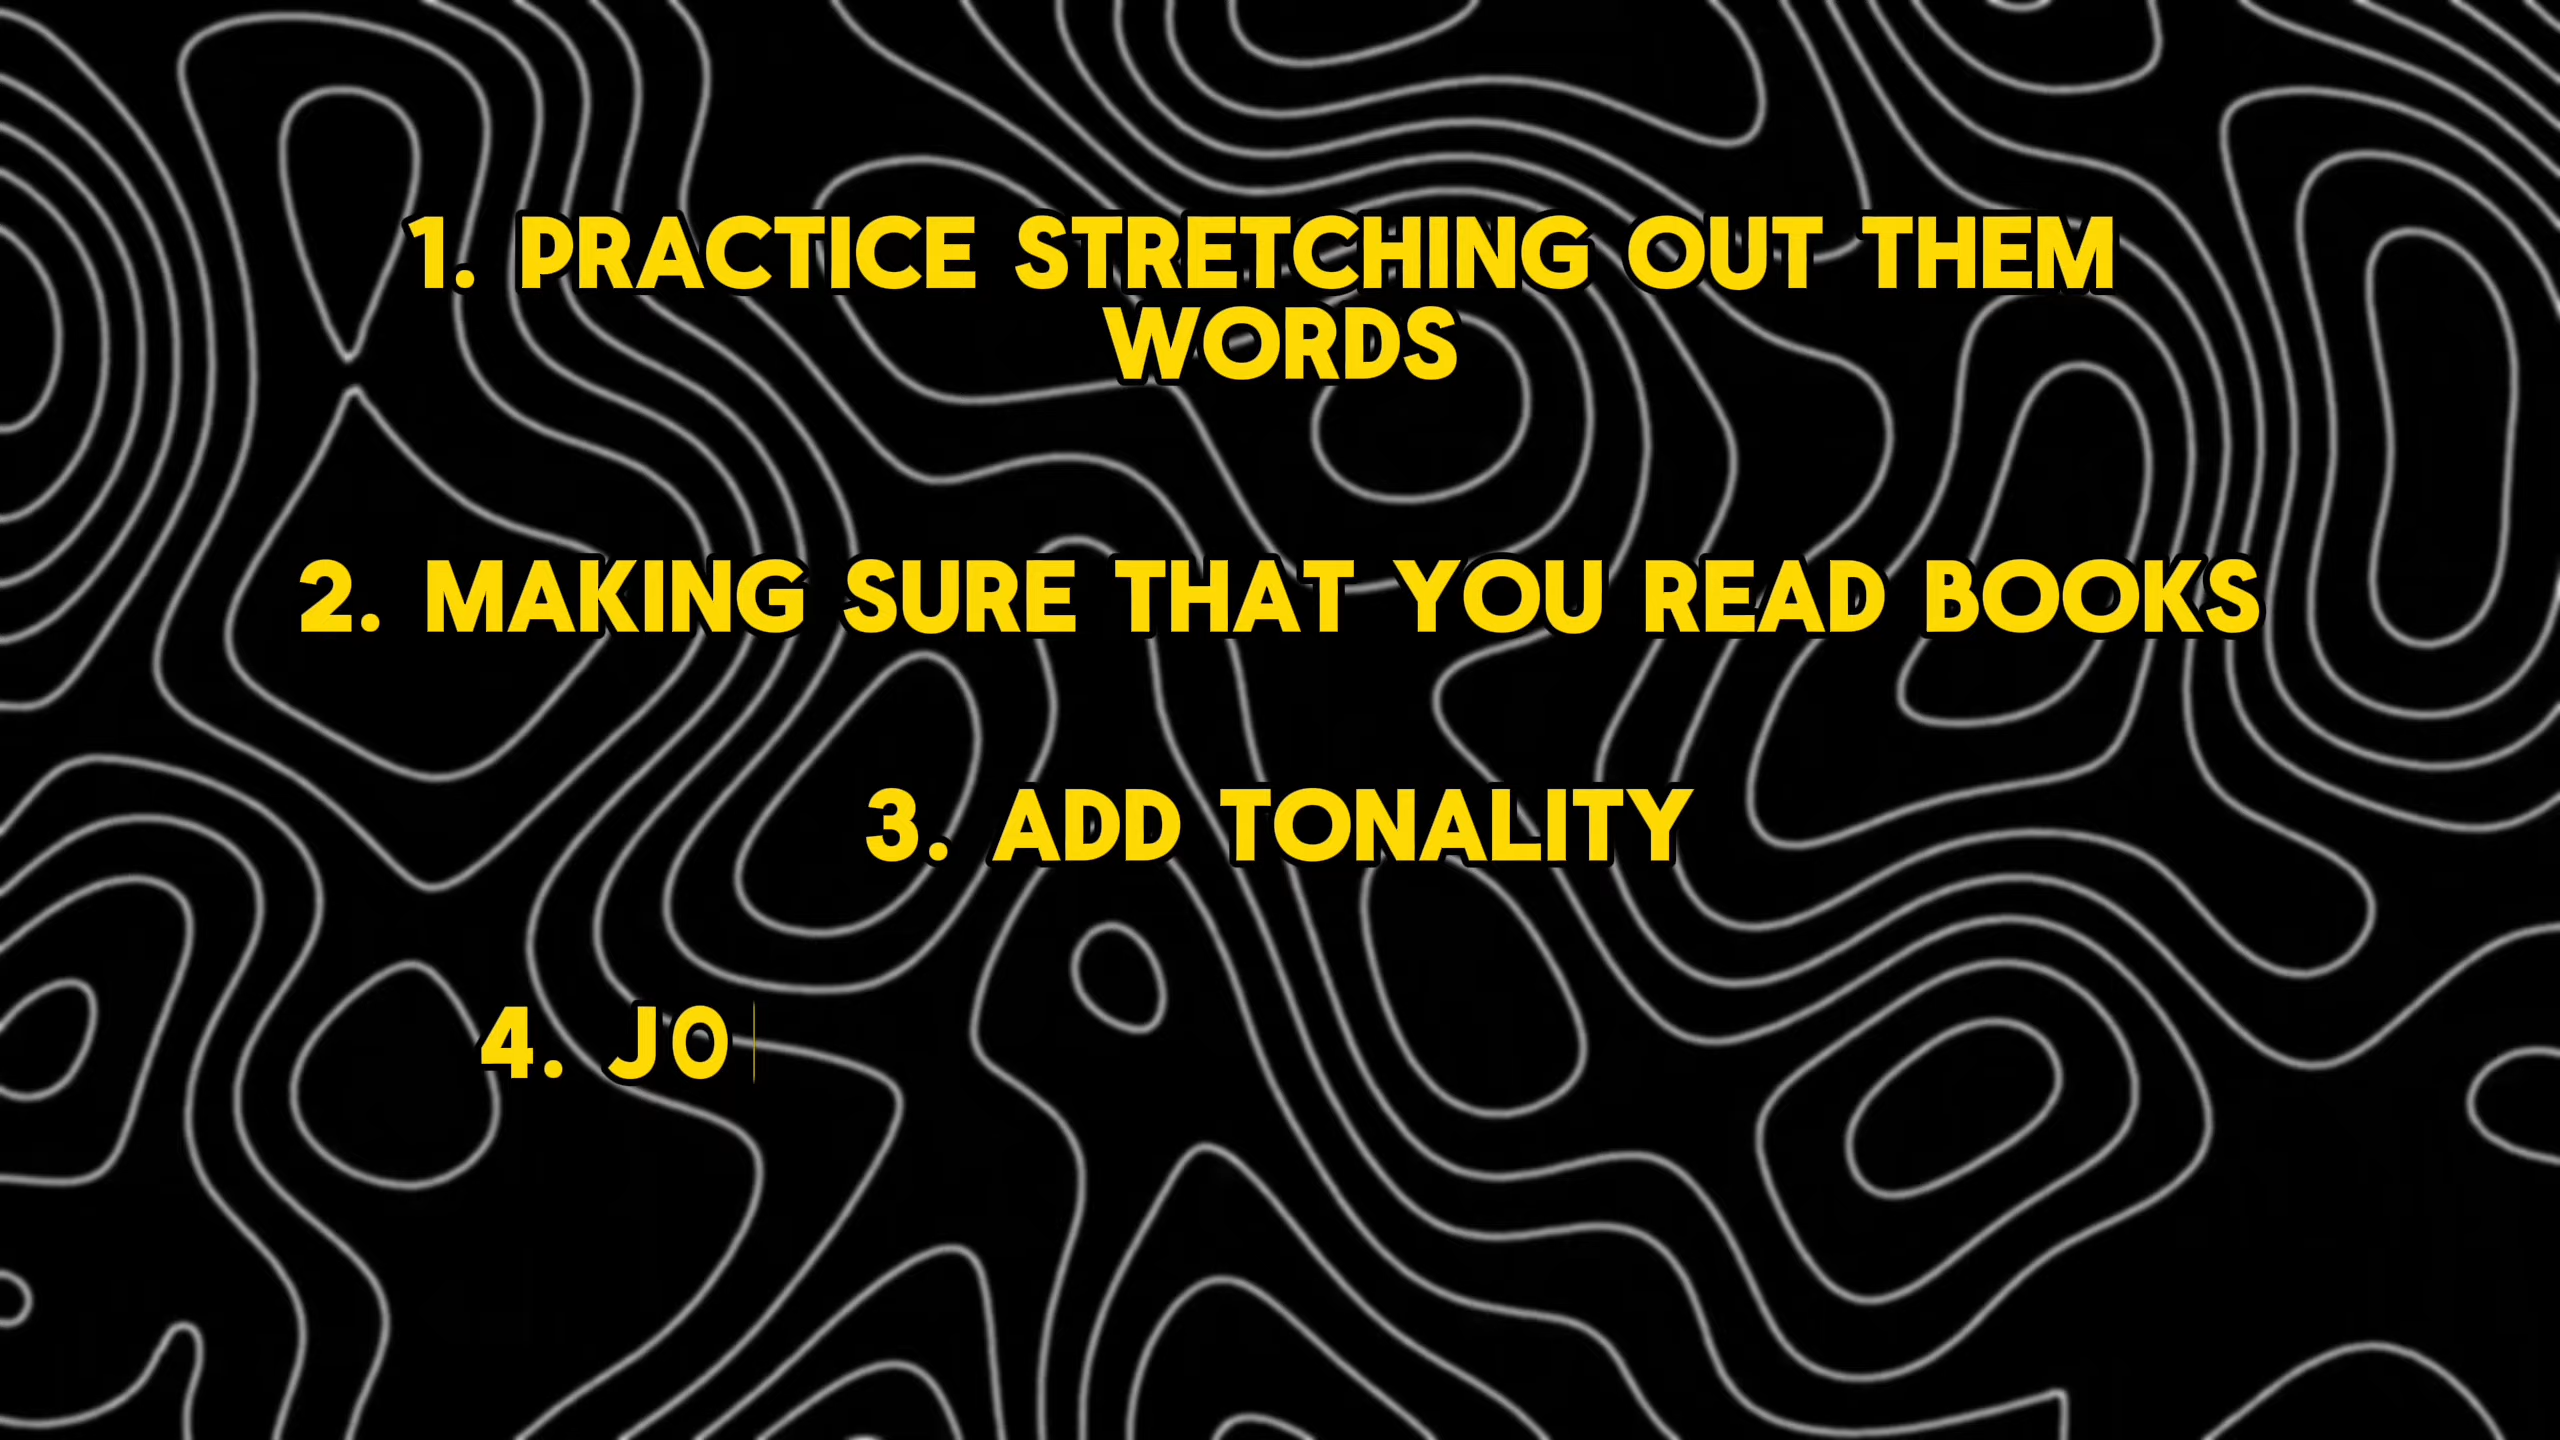 1. PRACTICE STRETCHING OUT THEM
WORDS
2. MAKING SURE THAT YOU READ BOOKS
3. ADD TONALITY
4. JO